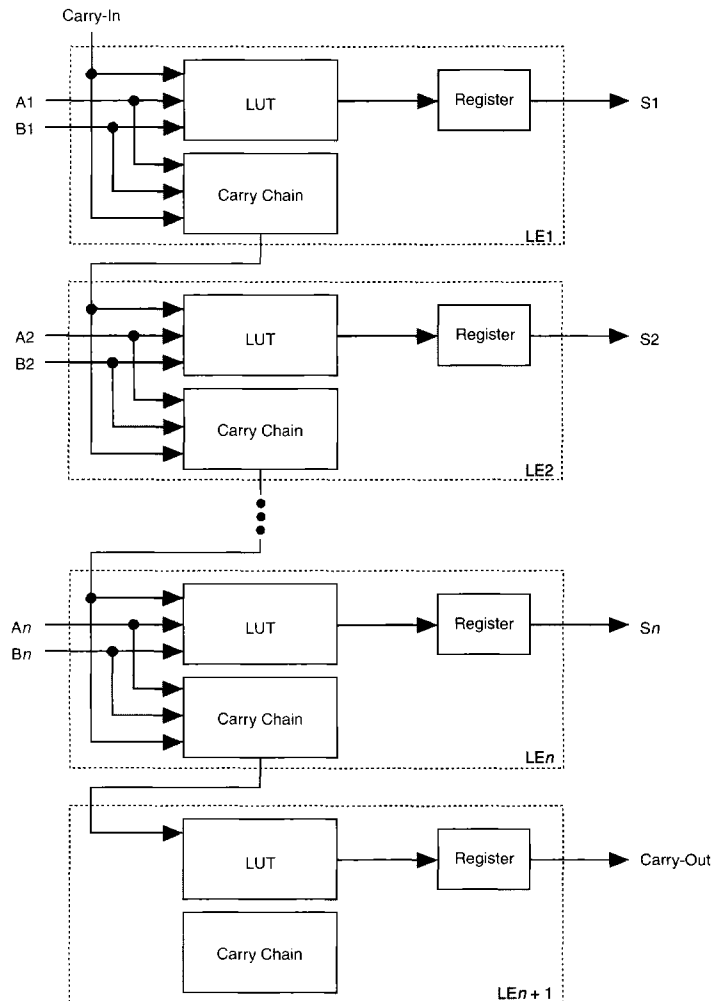 Carry-In
A1
B1
LUT
Register
S1
Carry Chain
LE1
A2
B2
LUT
Register
S2
Carry Chain
LE2
An
Bn
LUT
Register
Sn
Carry Chain
LEn
LUT
Register
Carry-Out
Carry Chain
LEn + 1